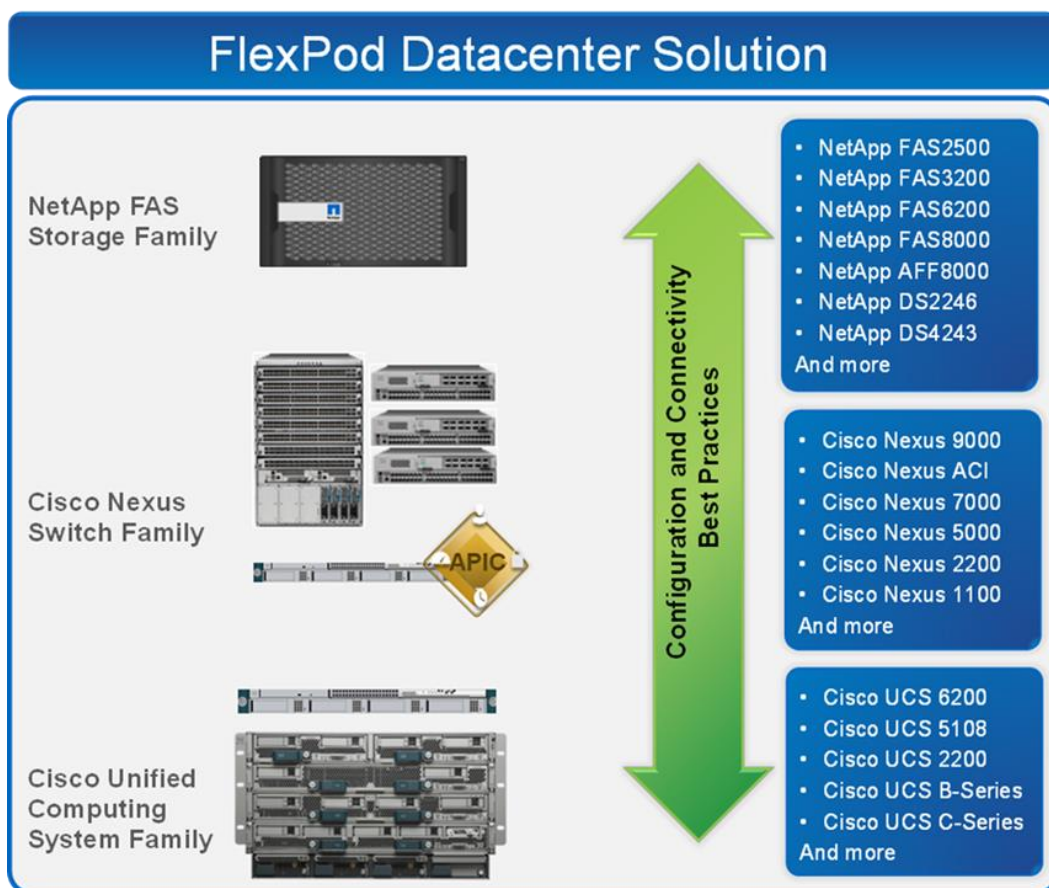 FlexPod Datacenter Solution
NetApp FAS
Storage Family
• NetApp FAS2500
• NetApp FAS3200
• NetApp FAS6200
• NetApp FAS8000
• NetApp AFF8000
• NetApp DS2246
• NetApp DS4243
And more
Configuration and Connectivity
Best Practices
Cisco Nexus
Switch Family
APIC
• Cisco Nexus 9000
• Cisco Nexus ACI
• Cisco Nexus 7000
• Cisco Nexus 5000
• Cisco Nexus 2200
• Cisco Nexus 1100
And more
Cisco Unified
Computing
System Family
• Cisco UCS 6200
• Cisco UCS 5108
• Cisco UCS 2200
• Cisco UCS B-Series
• Cisco UCS C-Series
And more